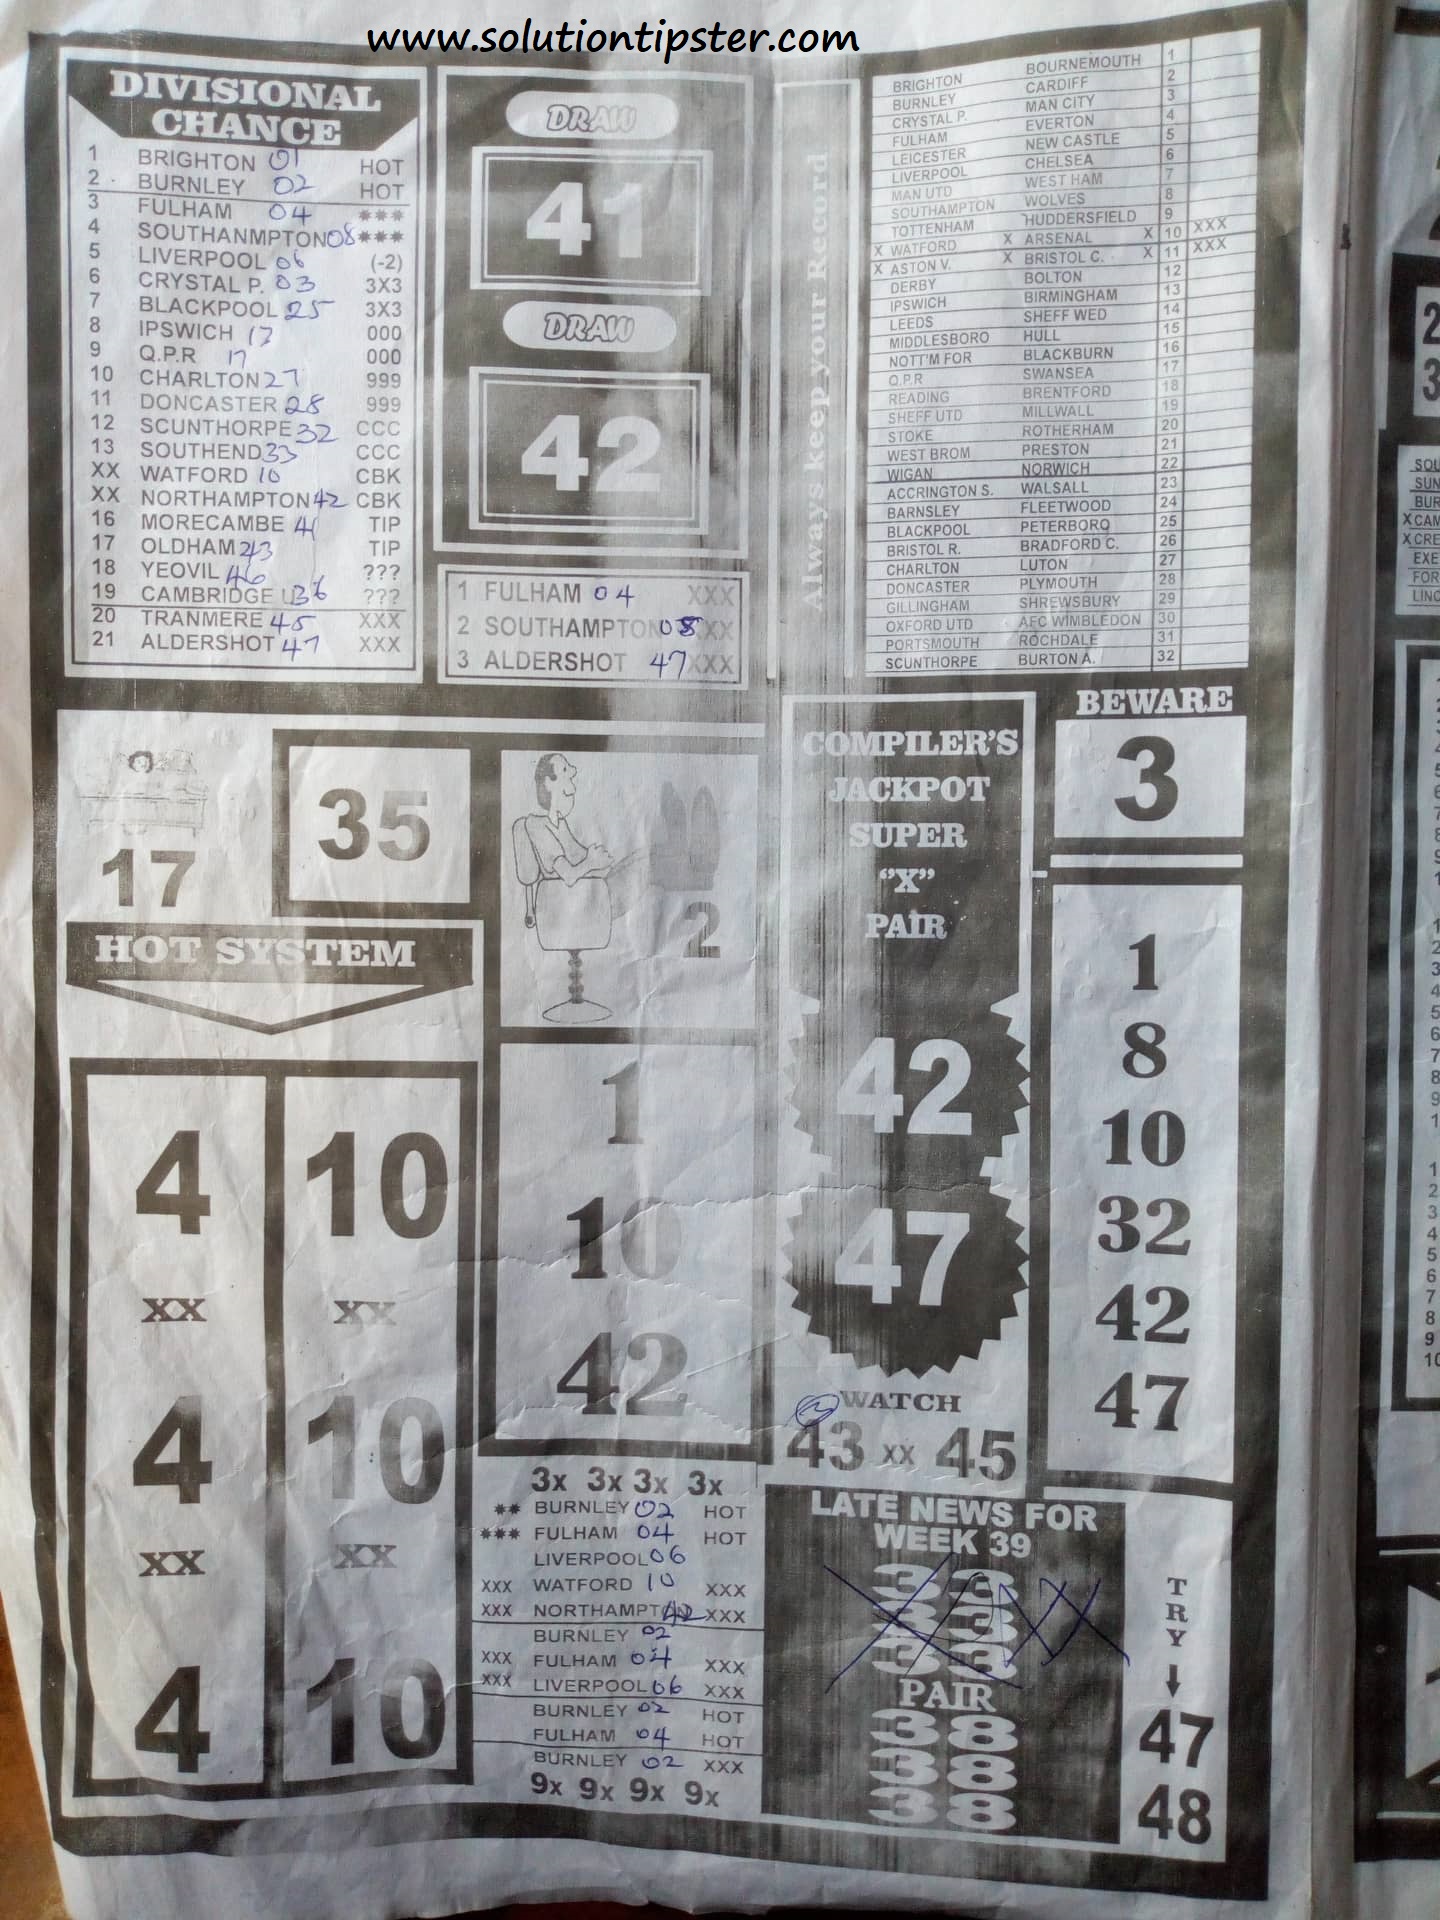 www.solutiontipster.com
DIVISIONAL
CHANCE
1 BRIGHTON 01 HOT
2 BURNLEY 02 HOT
3 FULHAM 04 ***
4 SOUTHANMPTON 08 ***
5 LIVERPOOL 06 (-2)
6 CRYSTAL P. 03 3X3
7 BLACKPOOL 25 3X3
8 IPSWICH 17 000
9 Q.P.R 17 000
10 CHARLTON 27 999
11 DONCASTER 28 999
12 SCUNTHORPE 32 CCC
13 SOUTHEND 33 CCC
XX WATFORD 10 CBK
XX NORTHAMPTON 42 CBK
16 MORECAMBE 41 TIP
17 OLDHAM 43 TIP
18 YEOVIL 46 ???
19 CAMBRIDGE U 36 ???
20 TRANMERE 45 XXX
21 ALDERSHOT 47 XXX
DRAW
41
DRAW
42
1 FULHAM 04 XXX
2 SOUTHAMPTON 08 XXX
3 ALDERSHOT 47 XXX
Always keep your Record
BRIGHTON BOURNEMOUTH 1
BURNLEY CARDIFF 2
CRYSTAL P. MAN CITY 3
FULHAM EVERTON 4
LEICESTER NEW CASTLE 5
LIVERPOOL CHELSEA 6
MAN UTD WEST HAM 7
SOUTHAMPTON WOLVES 8
TOTTENHAM HUDDERSFIELD 9
X WATFORD X ARSENAL X 10 XXX
X ASTON V. X BRISTOL C. X 11 XXX
DERBY BOLTON 12
IPSWICH BIRMINGHAM 13
LEEDS SHEFF WED 14
MIDDLESBORO HULL 15
NOTT'M FOR BLACKBURN 16
Q.P.R SWANSEA 17
READING BRENTFORD 18
SHEFF UTD MILLWALL 19
STOKE ROTHERHAM 20
WEST BROM PRESTON 21
WIGAN NORWICH 22
ACCRINGTON S. WALSALL 23
BARNSLEY FLEETWOOD 24
BLACKPOOL PETERBORO 25
BRISTOL R. BRADFORD C. 26
CHARLTON LUTON 27
DONCASTER PLYMOUTH 28
GILLINGHAM SHREWSBURY 29
OXFORD UTD AFC WIMBLEDON 30
PORTSMOUTH ROCHDALE 31
SCUNTHORPE BURTON A. 32
17
35
2
HOT SYSTEM
4 10
XX XX
4 10
XX XX
4 10
1
10
42
3x 3x 3x 3x
** BURNLEY 02 HOT
*** FULHAM 04 HOT
LIVERPOOL 06
XXX WATFORD 10 XXX
XXX NORTHAMPTON 42 XXX
BURNLEY 02
XXX FULHAM 04 XXX
XXX LIVERPOOL 06 XXX
BURNLEY 02 HOT
FULHAM 04 HOT
BURNLEY 02 XXX
9x 9x 9x 9x
COMPILER'S
JACKPOT
SUPER
"X"
PAIR
42
47
WATCH
43 XX 45
BEWARE
3
1
8
10
32
42
47
LATE NEWS FOR
WEEK 39
PAIR
3 8
3 8
3 8
TRY
47
48